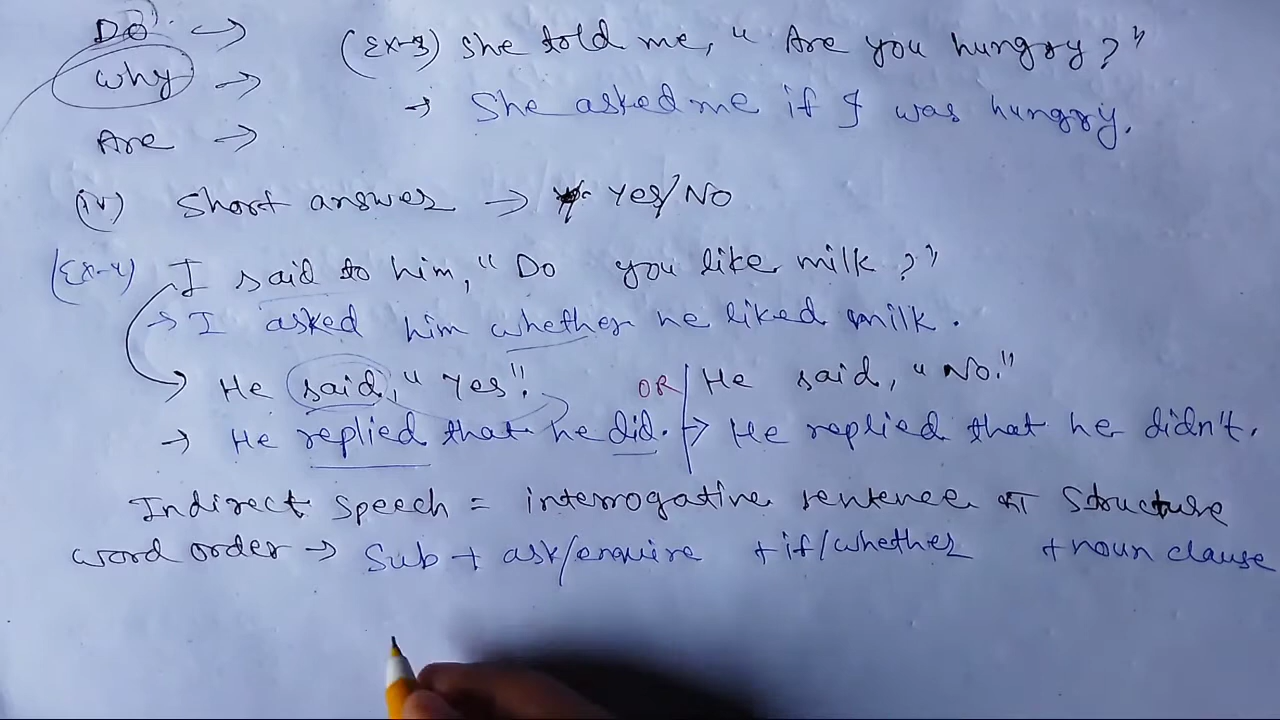 Do →
(Ex-3) She told me, "Are you hungry?"
Why →
→ She asked me if I was hungry.
Are →
(iv) Short answer → Yes/No
(Ex-4) I said to him, "Do you like milk?"
→ I asked him whether he liked milk.
→ He said, "Yes". OR He said, "No."
→ He replied that he did. → He replied that he didn't.
Indirect speech = interrogative sentence का Structure
word order → Sub + ask/enquire + if/whether + noun clause